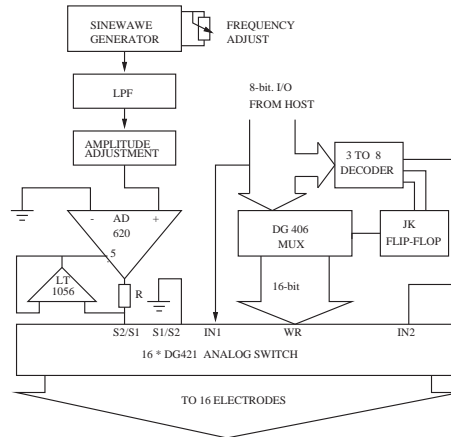 SINEWAWE
GENERATOR
FREQUENCY
ADJUST
LPF
8-bit. I/O
FROM HOST
AMPLITUDE
ADJUSTMENT
3 TO 8
DECODER
-
AD
+
620
5
DG 406
MUX
JK
FLIP-FLOP
LT
1056
R
16-bit
S2/S1
S1/S2
IN1
WR
IN2
16 * DG421 ANALOG SWITCH
TO 16 ELECTRODES